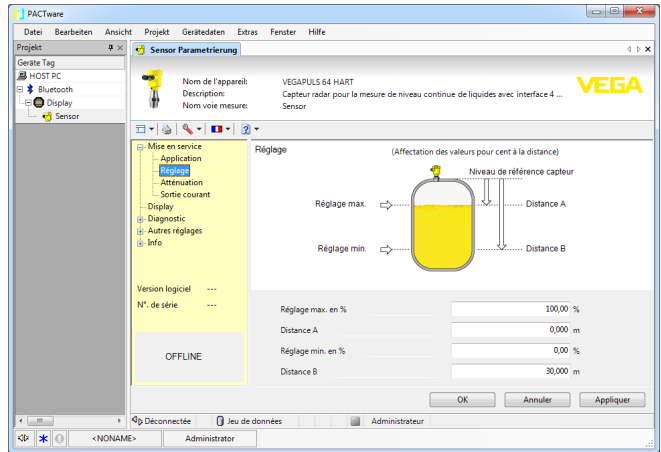 PACTware
Datei Bearbeiten Ansicht Projekt Gerätedaten Extras Fenster Hilfe
Projekt
Geräte Tag
HOST PC
Bluetooth
Display
Sensor
Sensor Parametrierung
Nom de l'appareil: VEGAPULS 64 HART
Description: Capteur radar pour la mesure de niveau continue de liquides avec interface 4 ...
Nom voie mesure: Sensor
VEGA
Mise en service
Application
Réglage
Atténuation
Sortie courant
Display
Diagnostic
Autres réglages
Info
Version logiciel ---
N°. de série ---
OFFLINE
Réglage
(Affectation des valeurs pour cent à la distance)
Niveau de référence capteur
Réglage max. Distance A
Réglage min. Distance B
Réglage max. en % 100,00 %
Distance A 0,000 m
Réglage min. en % 0,00 %
Distance B 30,000 m
OK Annuler Appliquer
Déconnectée Jeu de données Administrateur
<NONAME> Administrator